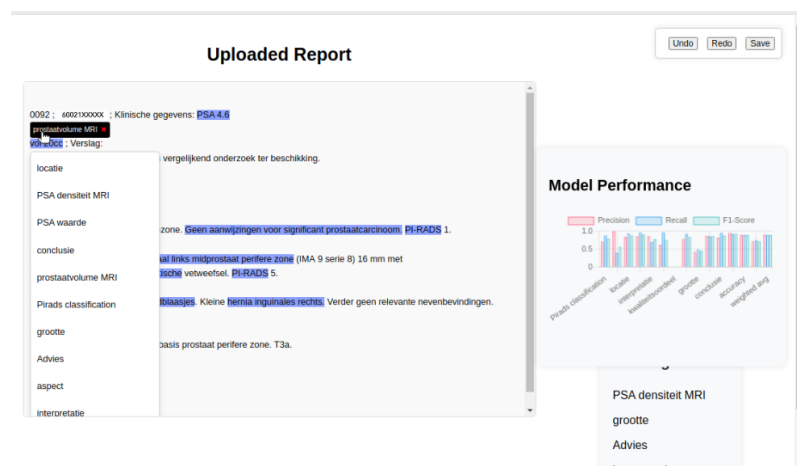 Undo
Redo
Save
Uploaded Report
0092 ; 60021XXXXX ; Klinische gegevens: PSA 4.6
prostaatvolume MRI ×
; Verslag:
vergelijkend onderzoek ter beschikking.
zone. Geen aanwijzingen voor significant prostaatcarcinoom. PI-RADS 1.
links midprostaat perifere zone (IMA 9 serie 8) 16 mm met
vetweefsel. PI-RADS 5.
Kleine hernia inguinales rechts. Verder geen relevante nevenbevindingen.
basis prostaat perifere zone. T3a.
locatie
PSA densiteit MRI
PSA waarde
conclusie
prostaatvolume MRI
Pirads classification
grootte
Advies
aspect
interpretatie
Model Performance
Precision
Recall
F1-Score
1.0
0.5
0
Pirads classification
locatie
interpretatie
kwaliteitsoordeel
grootte
conclusie
accuracy
weighted avg
PSA densiteit MRI
grootte
Advies